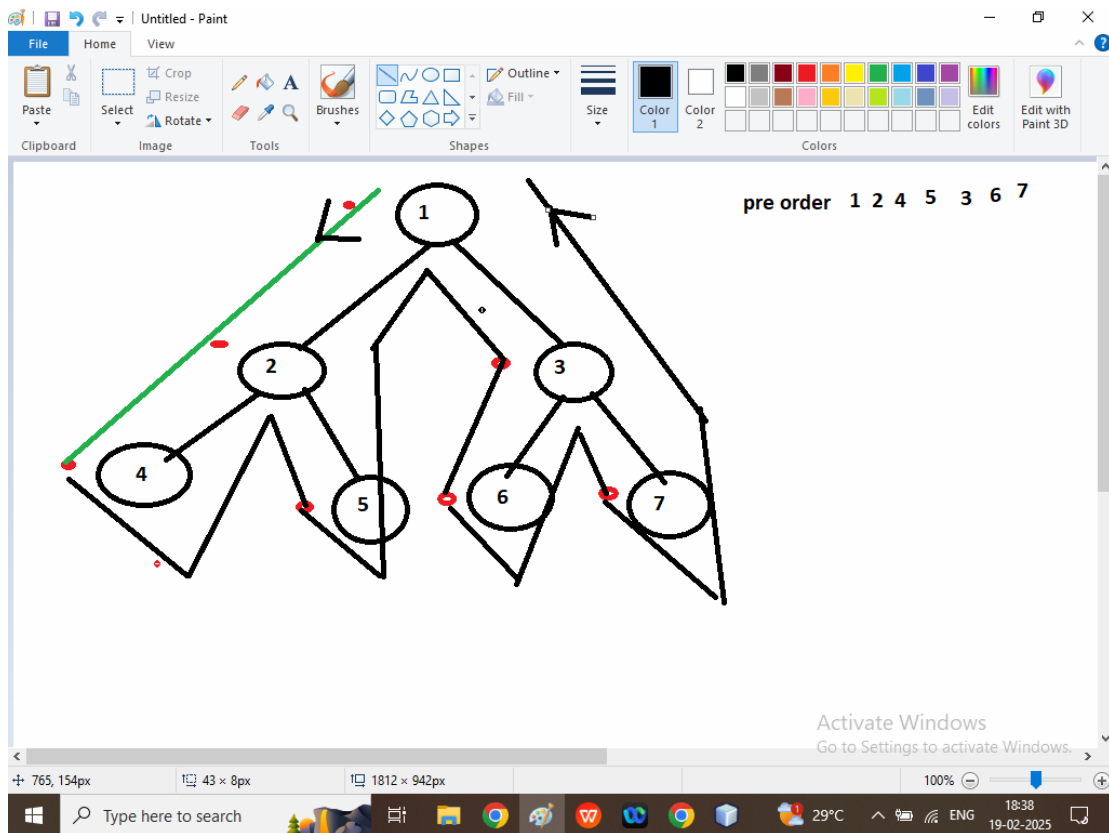 Untitled - Paint
File Home View
Paste
Select
Crop
Resize
Rotate
A
Brushes
Outline
Fill
Size
Color 1
Color 2
Edit colors
Edit with Paint 3D
Clipboard Image Tools Shapes Colors
pre order 1 2 4 5 3 6 7
1
2 3
4 5 6 7
Activate Windows
Go to Settings to activate Windows.
765, 154px 43 × 8px 1812 × 942px 100%
Type here to search 29°C ENG 18:38
19-02-2025